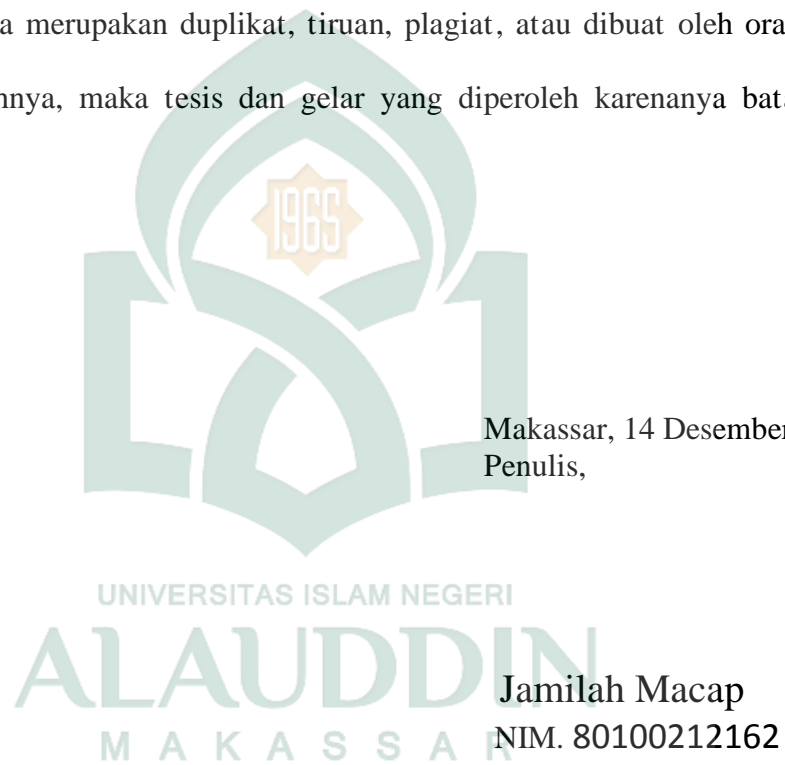 a merupakan duplikat, tiruan, plagiat, atau dibuat oleh ora
nnya, maka tesis dan gelar yang diperoleh karenanya bat
1965
Makassar, 14 Desember
Penulis,
UNIVERSITAS ISLAM NEGERI
ALAUDDIN
MAKASSAR
Jamilah Macap
NIM. 80100212162